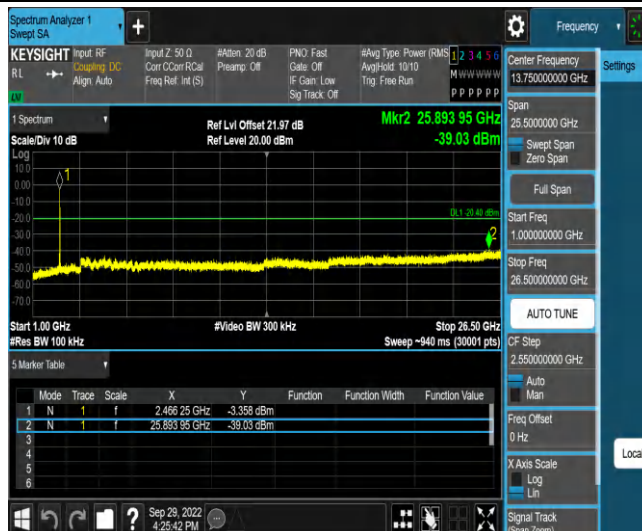 Spectrum Analyzer 1
Swept SA
+
Frequency
KEYSIGHT
RL
Input: RF
Coupling: DC
Align: Auto
Input Z: 50 Ω
Corr CCorr RCal
Freq Ref: Int (S)
#Atten: 20 dB
Preamp: Off
PNO: Fast
Gate: Off
IF Gain: Low
Sig Track: Off
#Avg Type: Power (RMS)
Avg|Hold: 10/10
Trig: Free Run
1 2 3 4 5 6
M W W W W W
P P P P P P
LV
1 Spectrum
Scale/Div 10 dB
Ref Lvl Offset 21.97 dB
Ref Level 20.00 dBm
Mkr2 25.893 95 GHz
-39.03 dBm
Log
10.0
0.00
-10.0
-20.0
-30.0
-40.0
-50.0
-60.0
-70.0
1
DL1 -20.40 dBm
2
Start 1.00 GHz
#Res BW 100 kHz
#Video BW 300 kHz
Stop 26.50 GHz
Sweep ~940 ms (30001 pts)
5 Marker Table
Mode Trace Scale X Y Function Function Width Function Value
1 N 1 f 2.466 25 GHz -3.358 dBm
2 N 1 f 25.893 95 GHz -39.03 dBm
3
4
5
6
Sep 29, 2022
4:25:42 PM
?
Center Frequency
13.750000000 GHz
Settings
Span
25.5000000 GHz
Swept Span
Zero Span
Full Span
Start Freq
1.000000000 GHz
Stop Freq
26.500000000 GHz
AUTO TUNE
CF Step
2.550000000 GHz
Auto
Man
Freq Offset
0 Hz
Local
X Axis Scale
Log
Lin
Signal Track
(Span Zoom)